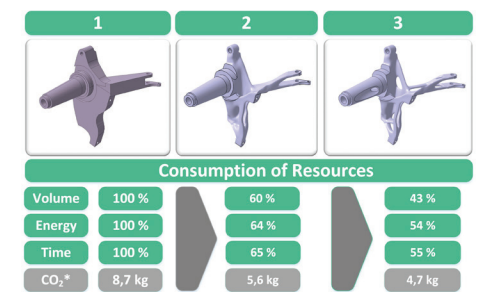 1 2 3
Consumption of Resources
Volume 100 % 60 % 43 %
Energy 100 % 64 % 54 %
Time 100 % 65 % 55 %
CO₂* 8,7 kg 5,6 kg 4,7 kg